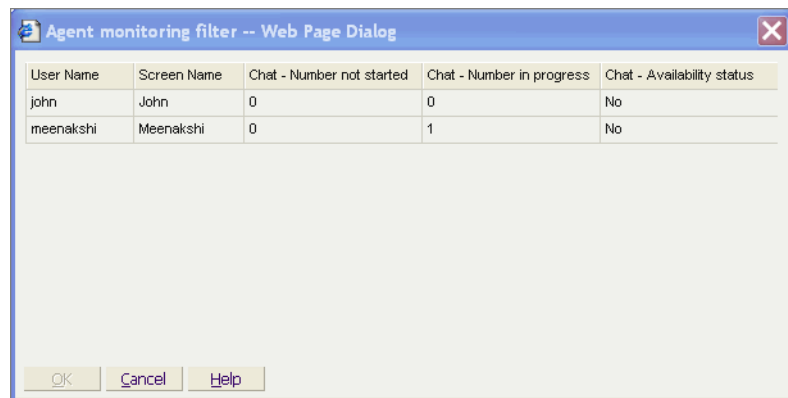 Agent monitoring filter -- Web Page Dialog
User Name Screen Name Chat - Number not started Chat - Number in progress Chat - Availability status
john John 0 0 No
meenakshi Meenakshi 0 1 No
OK Cancel Help